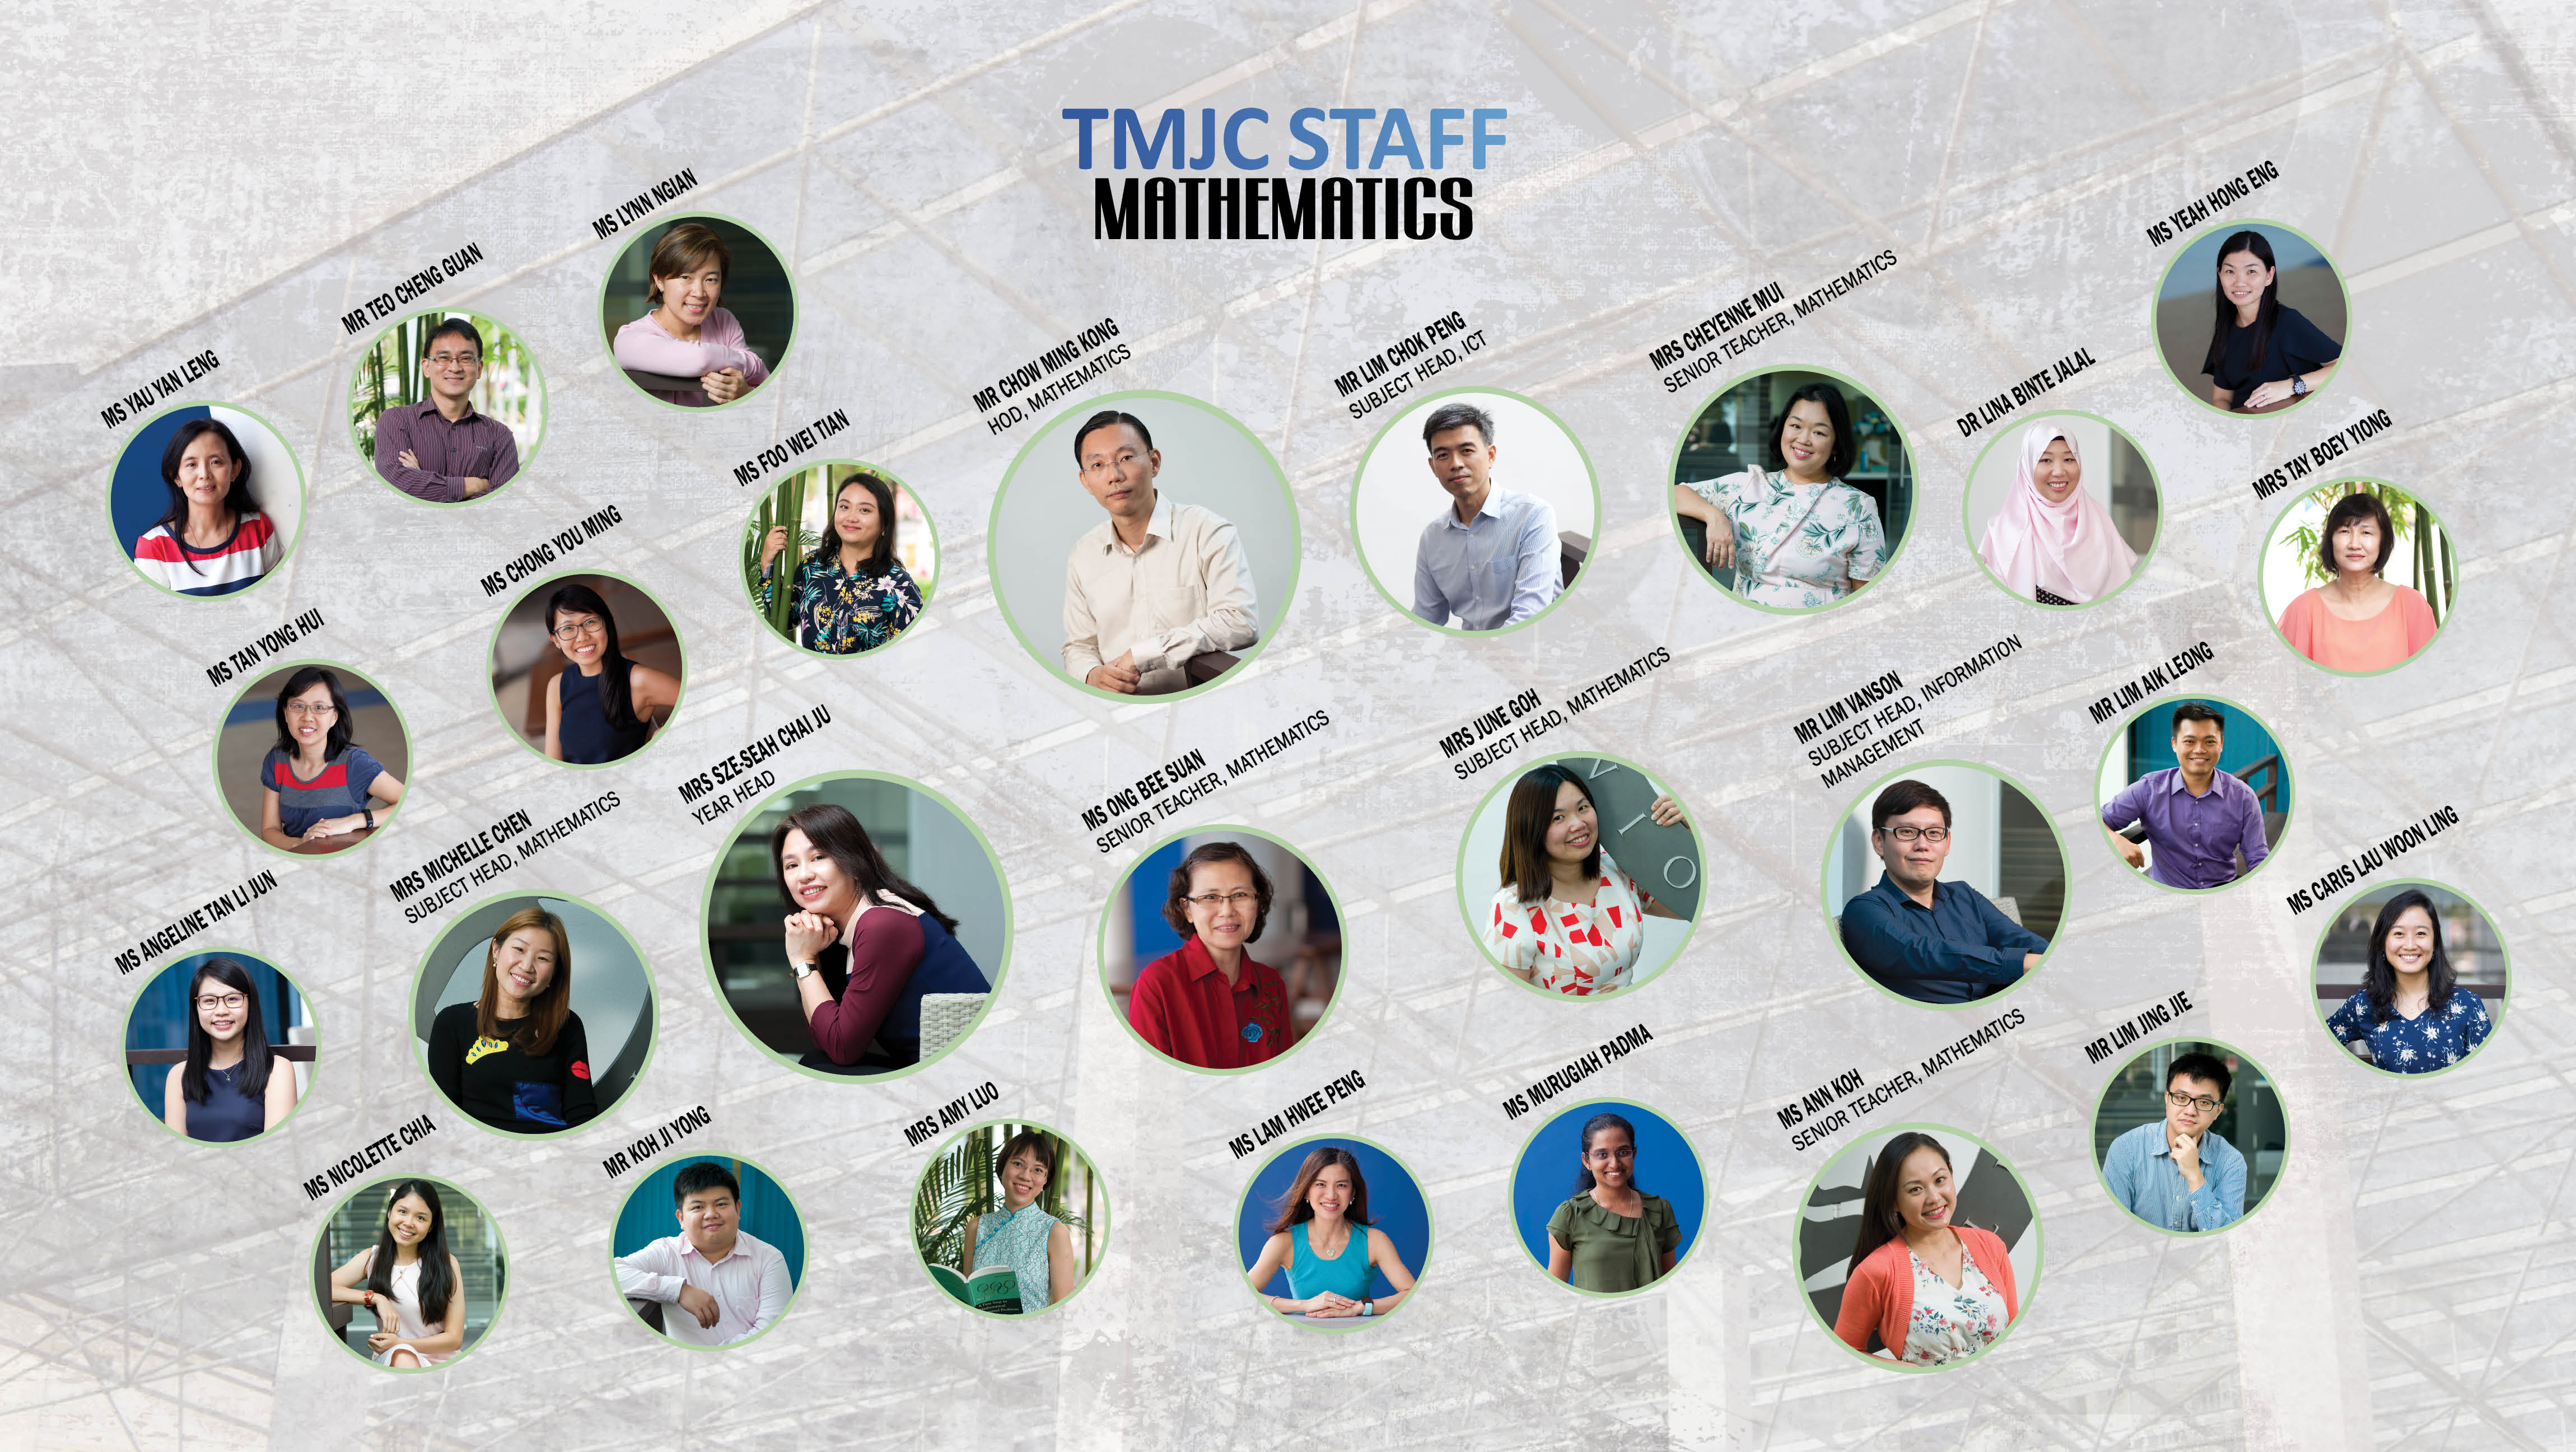 TMJC STAFF
MATHEMATICS
MS YAU YAN LENG
MR TEO CHENG GUAN
MS LYNN NGIAN
MS FOO WEI TIAN
MR CHOW MING KONG
HOD, MATHEMATICS
MR LIM CHOK PENG
SUBJECT HEAD, ICT
MRS CHEYENNE MUI
SENIOR TEACHER, MATHEMATICS
DR LINA BINTE JALAL
MS YEAH HONG ENG
MRS TAY BOEY YIONG
MS TAN YONG HUI
MS CHONG YOU MING
MRS SZE-SEAH CHAI JU
YEAR HEAD
MS ONG BEE SUAN
SENIOR TEACHER, MATHEMATICS
MRS JUNE GOH
SUBJECT HEAD, MATHEMATICS
MR LIM VANSON
SUBJECT HEAD, INFORMATION
MANAGEMENT
MR LIM AIK LEONG
MS ANGELINE TAN LI JUN
MRS MICHELLE CHEN
SUBJECT HEAD, MATHEMATICS
MS CARIS LAU WOON LING
MS NICOLETTE CHIA
MR KOH JI YONG
MRS AMY LUO
MS LAM HWEE PENG
MS MURUGIAH PADMA
MS ANN KOH
SENIOR TEACHER, MATHEMATICS
MR LIM JING JIE